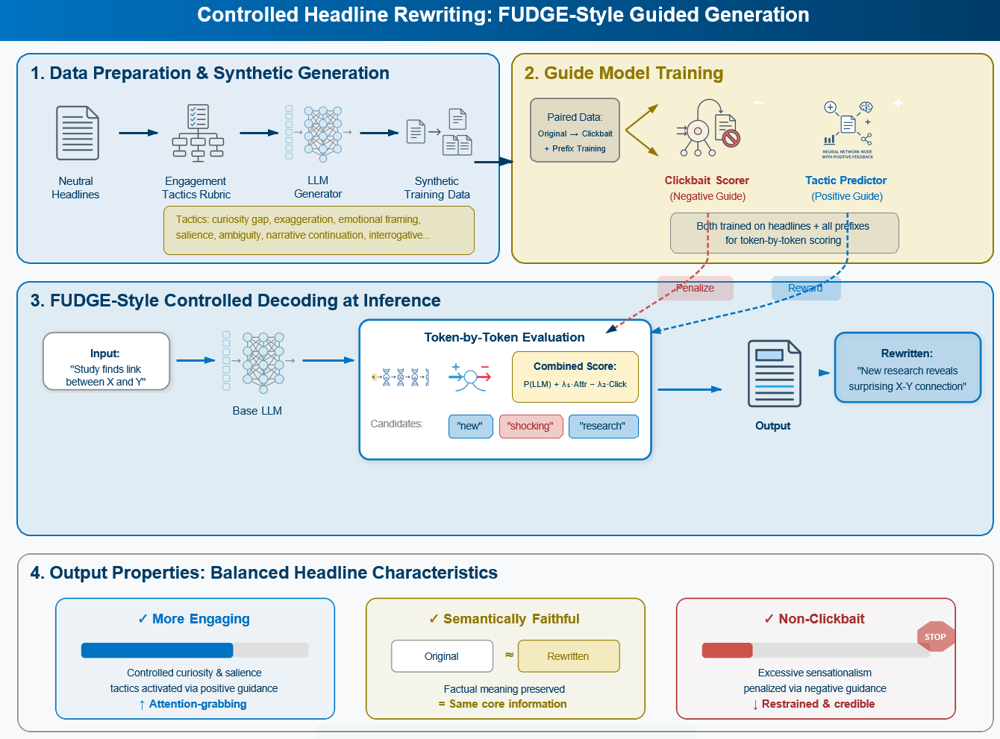 Controlled Headline Rewriting: FUDGE-Style Guided Generation
1. Data Preparation & Synthetic Generation
Neutral
Headlines
Engagement
Tactics Rubric
LLM
Generator
Synthetic
Training Data
Tactics: curiosity gap, exaggeration, emotional framing,
salience, ambiguity, narrative continuation, interrogative...
2. Guide Model Training
Paired Data:
Original → Clickbait
+ Prefix Training
−
+
NEURAL NETWORK NODE
WITH POSITIVE FEEDBACK
Clickbait Scorer
(Negative Guide)
Tactic Predictor
(Positive Guide)
Both trained on headlines + all prefixes
for token-by-token scoring
Penalize
Reward
3. FUDGE-Style Controlled Decoding at Inference
Input:
"Study finds link
between X and Y"
Base LLM
Token-by-Token Evaluation
Combined Score:
P(LLM) + λ₁·Attr − λ₂·Click
Candidates:
"new"
"shocking"
"research"
Output
Rewritten:
"New research reveals
surprising X-Y connection"
4. Output Properties: Balanced Headline Characteristics
✓ More Engaging
Controlled curiosity & salience
tactics activated via positive guidance
↑ Attention-grabbing
✓ Semantically Faithful
Original
≈
Rewritten
Factual meaning preserved
= Same core information
✓ Non-Clickbait
STOP
Excessive sensationalism
penalized via negative guidance
↓ Restrained & credible